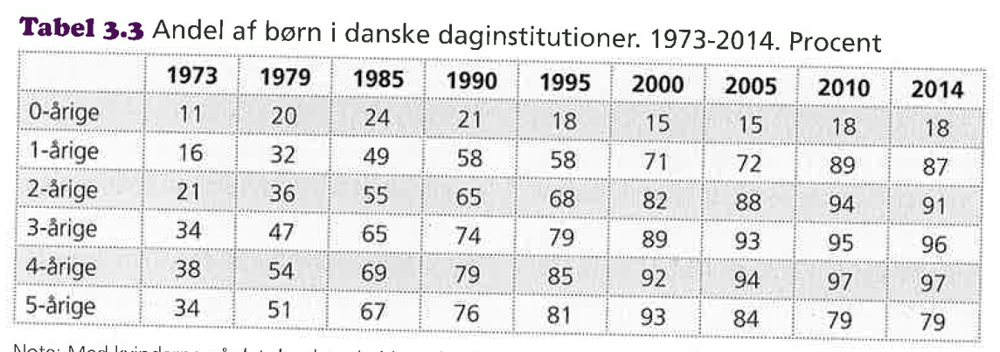 Tabel 3.3 Andel af børn i danske daginstitutioner. 1973-2014. Procent
1973 1979 1985 1990 1995 2000 2005 2010 2014
0-årige 11 20 24 21 18 15 15 18 18
1-årige 16 32 49 58 58 71 72 89 87
2-årige 21 36 55 65 68 82 88 94 91
3-årige 34 47 65 74 79 89 93 95 96
4-årige 38 54 69 79 85 92 94 97 97
5-årige 34 51 67 76 81 93 84 79 79